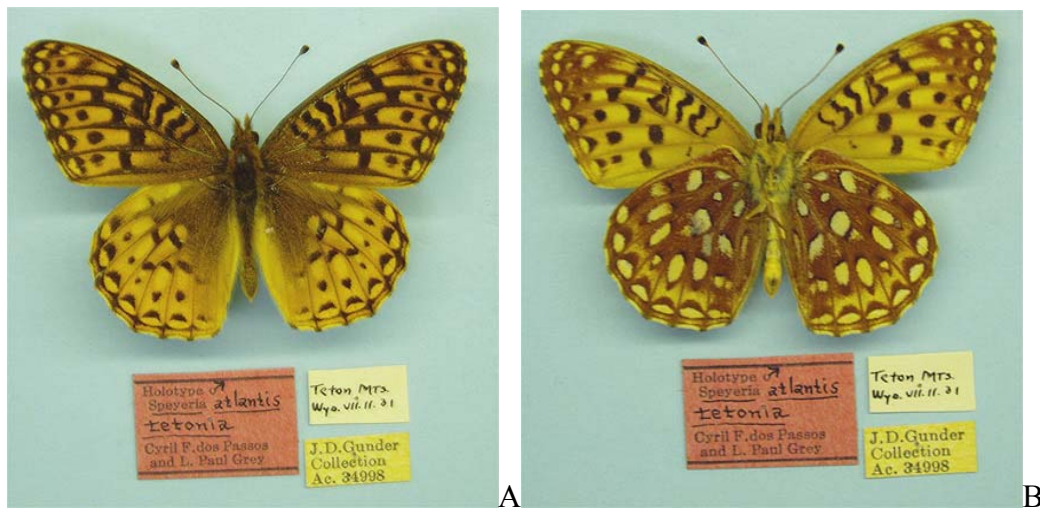 Holotype ♂
Speyeria atlantis
tetonia
Cyril F. dos Passos
and L. Paul Grey
Teton Mts.
Wyo. vii.11.31
J.D.Gunder
Collection
Ac. 34998
A
Holotype ♂
Speyeria atlantis
tetonia
Cyril F. dos Passos
and L. Paul Grey
Teton Mts.
Wyo. vii.11.31
J.D.Gunder
Collection
Ac. 34998
B